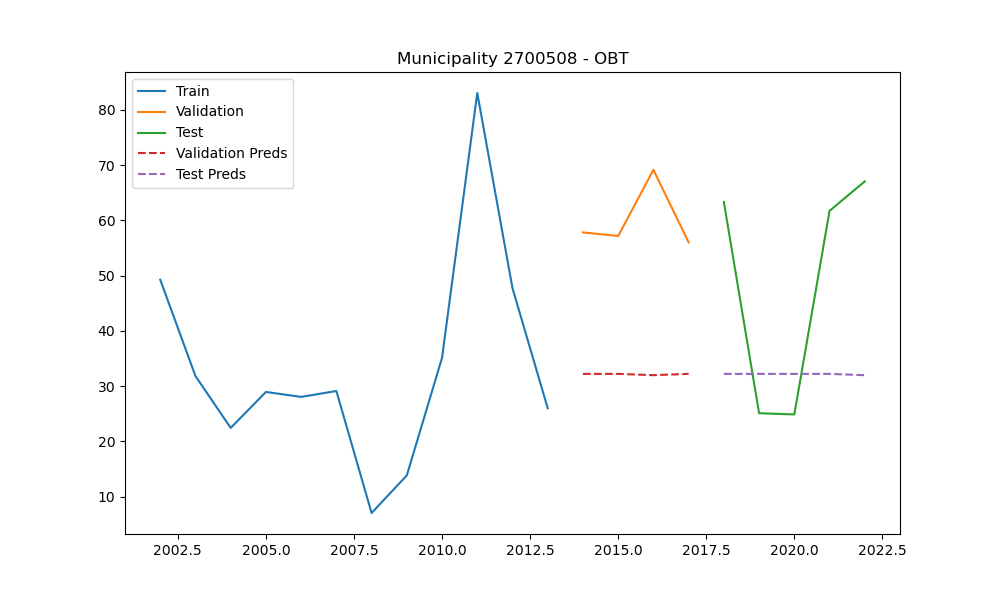 Municipality 2700508 - OBT
Train
Validation
Test
Validation Preds
Test Preds
80
70
60
50
40
30
20
10
2002.5 2005.0 2007.5 2010.0 2012.5 2015.0 2017.5 2020.0 2022.5